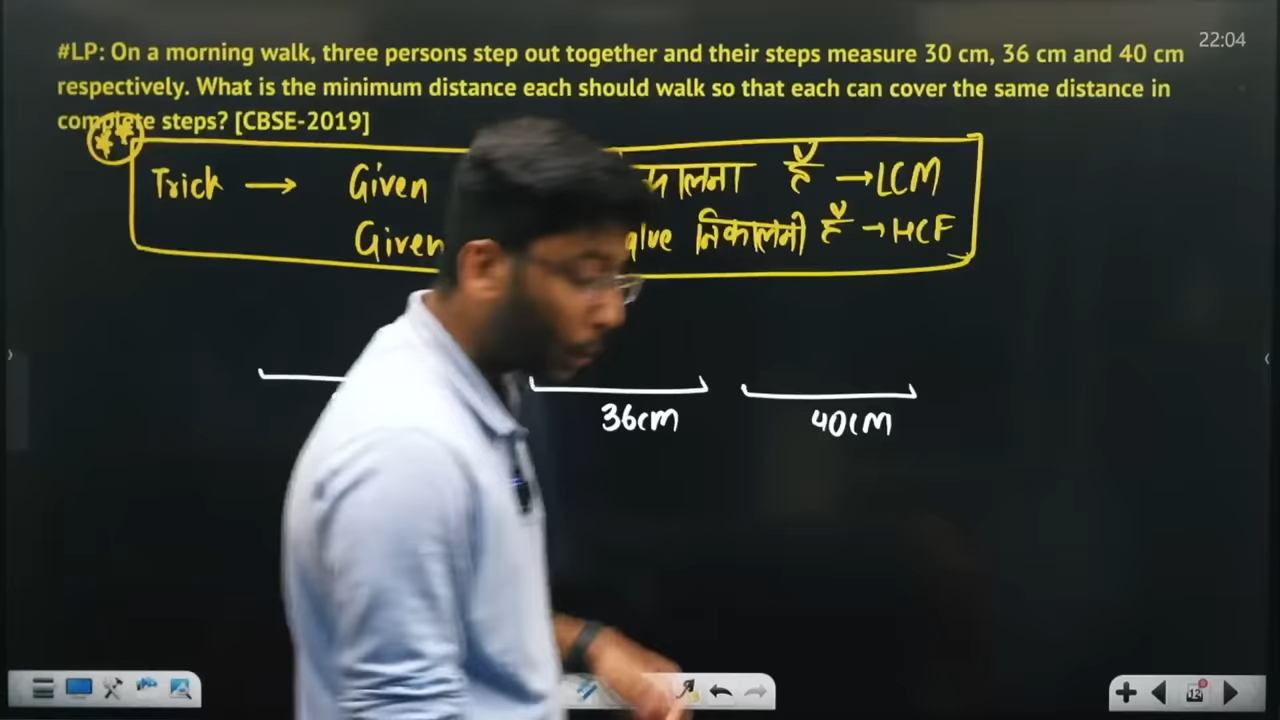 22:04
#LP: On a morning walk, three persons step out together and their steps measure 30 cm, 36 cm and 40 cm
respectively. What is the minimum distance each should walk so that each can cover the same distance in
complete steps? [CBSE-2019]
Trick → Given निकालना है → LCM
Given value निकालनी है → HCF
36cm 40cm
12